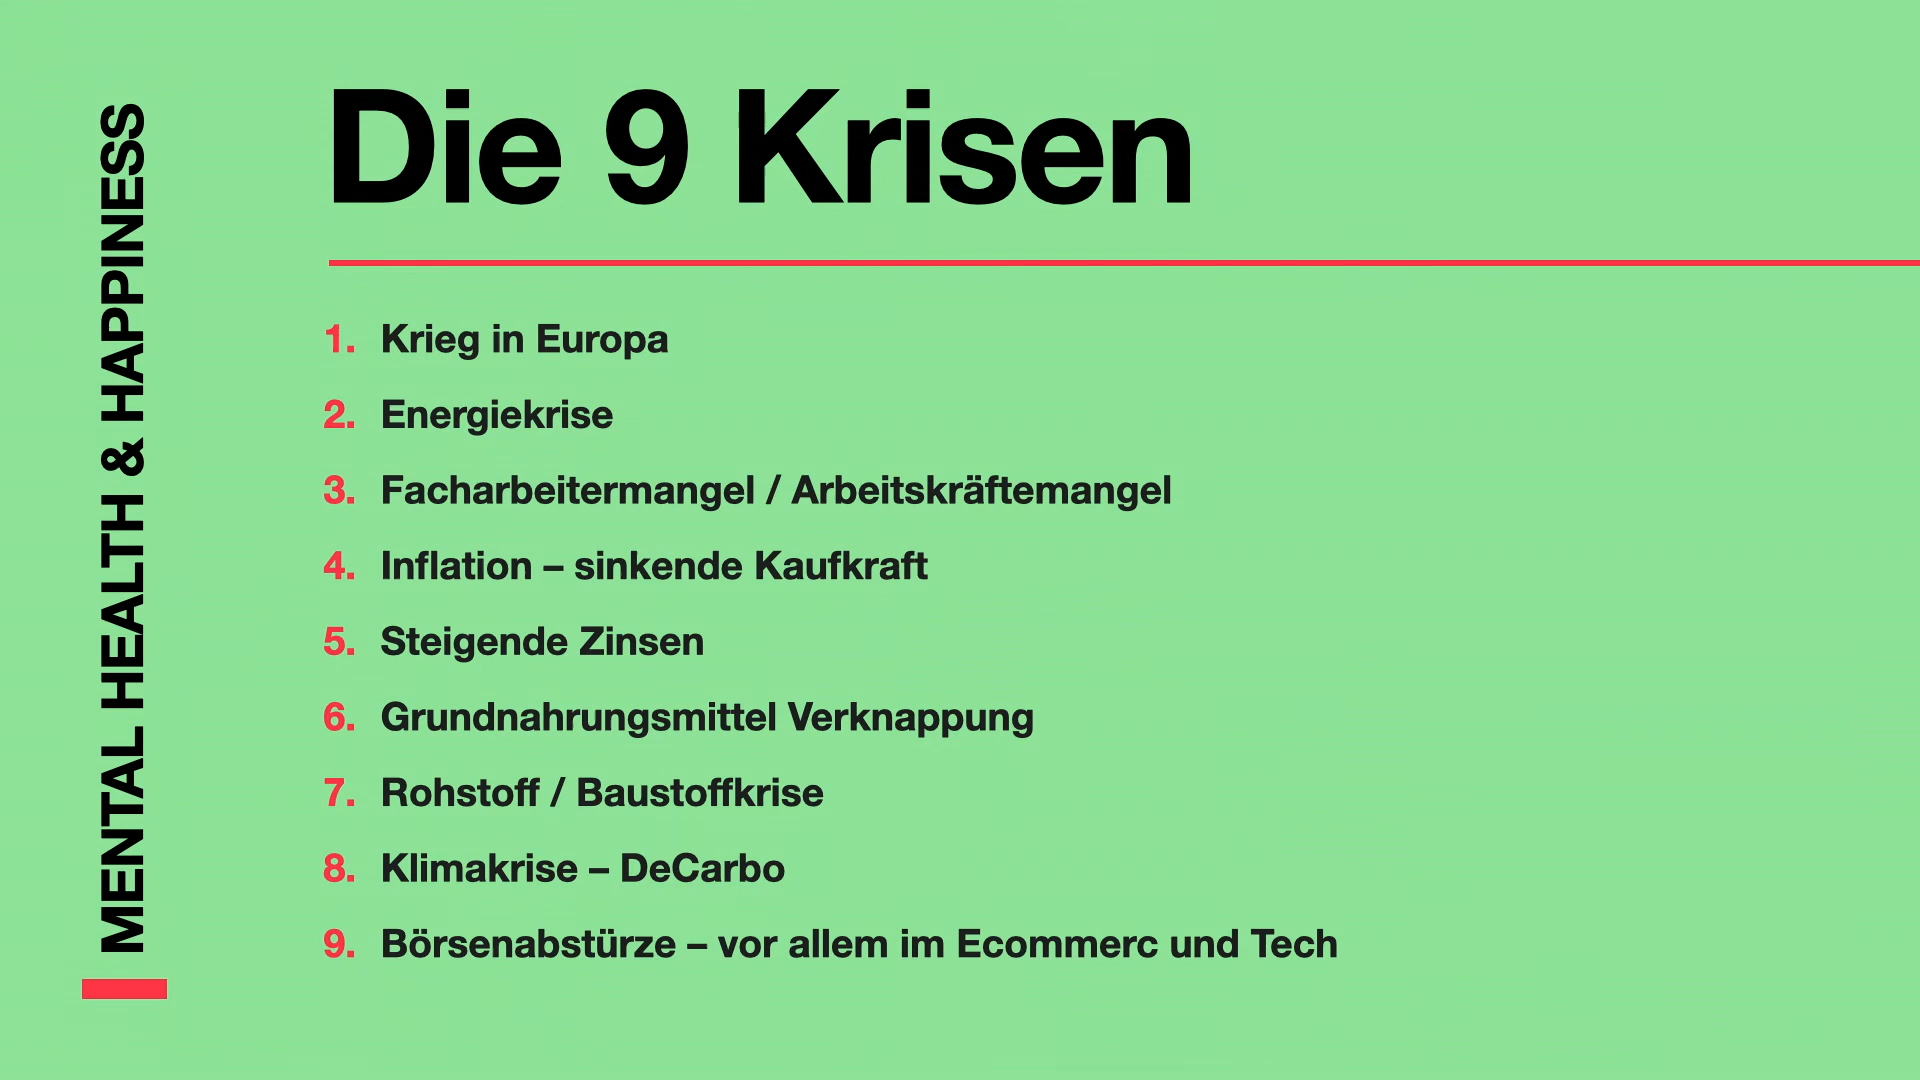 MENTAL HEALTH & HAPPINESS
Die 9 Krisen
1. Krieg in Europa
2. Energiekrise
3. Facharbeitermangel / Arbeitskräftemangel
4. Inflation – sinkende Kaufkraft
5. Steigende Zinsen
6. Grundnahrungsmittel Verknappung
7. Rohstoff / Baustoffkrise
8. Klimakrise – DeCarbo
9. Börsenabstürze – vor allem im Ecommerc und Tech